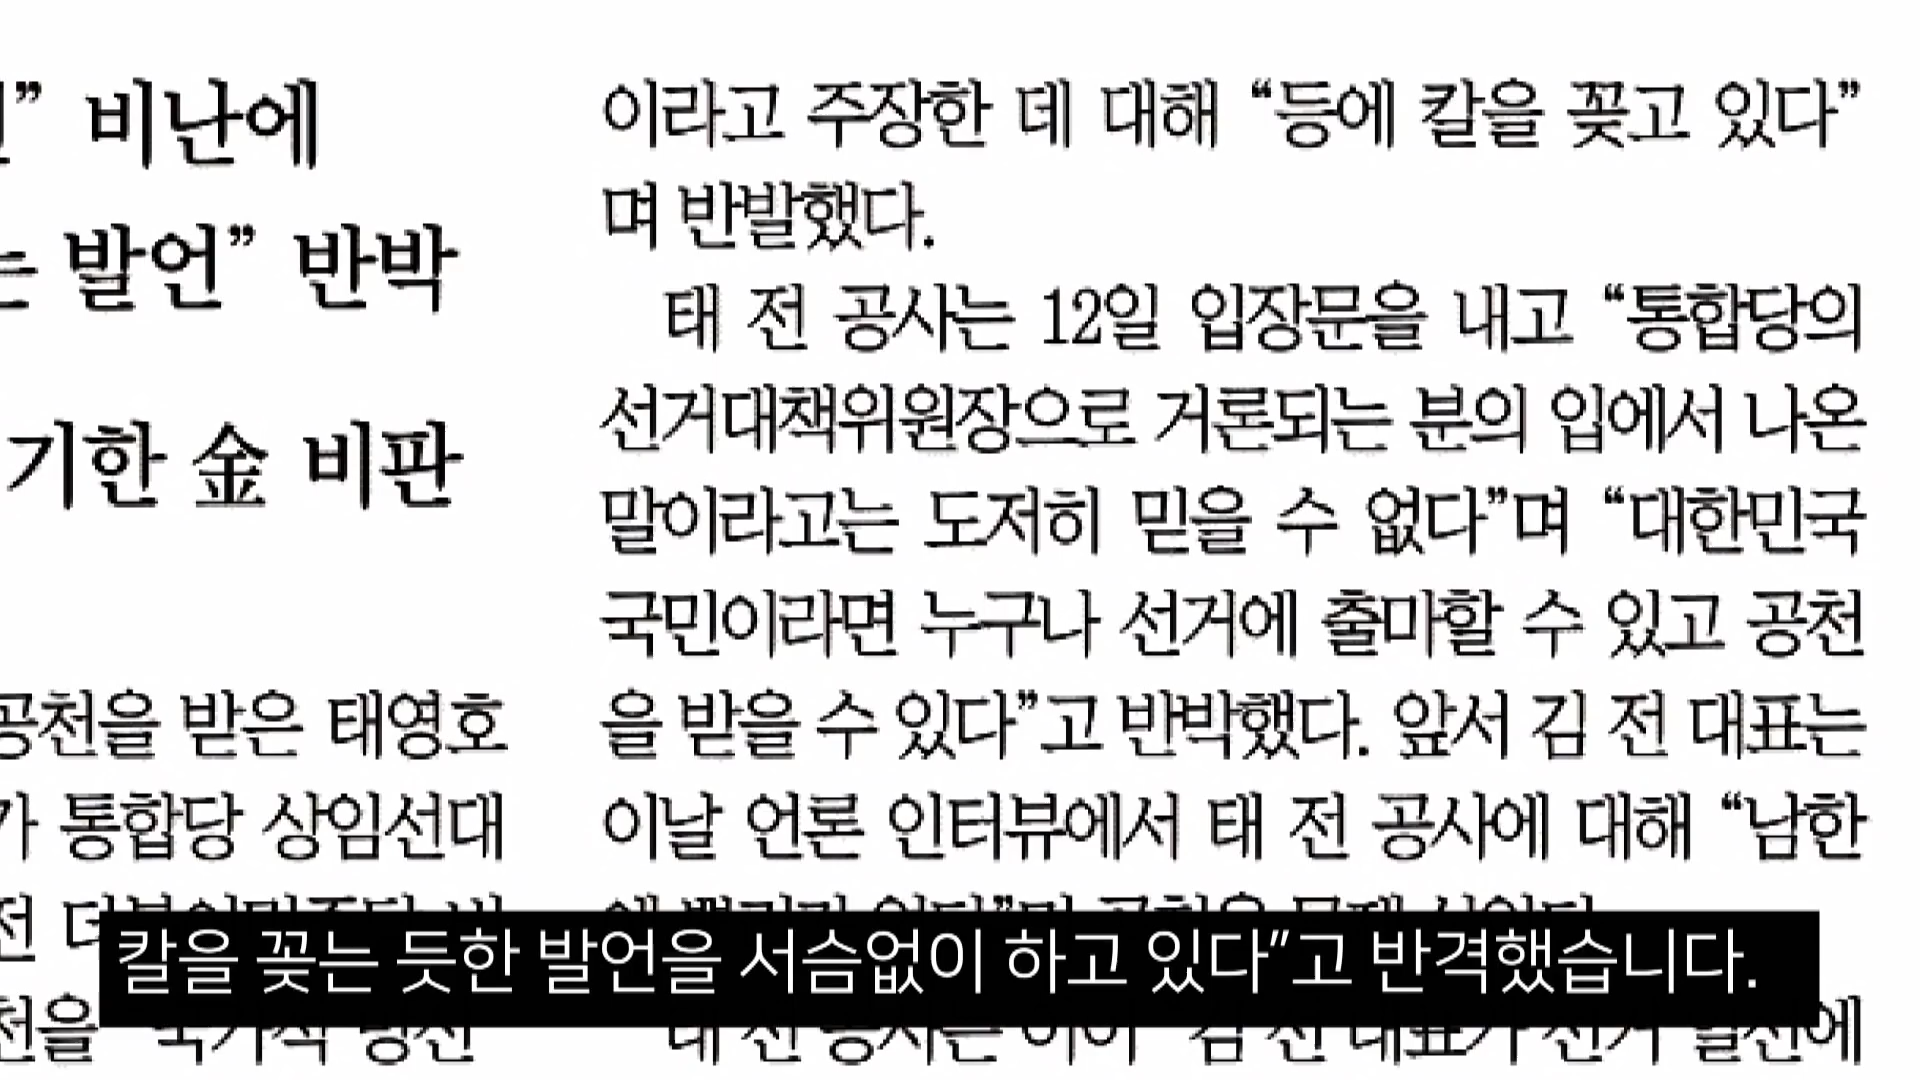 비난에
는 발언” 반박
기한 金 비판
공천을 받은 태영호
가 통합당 상임선대
전
천을
이라고 주장한 데 대해 “등에 칼을 꽂고 있다”
며 반발했다.
태 전 공사는 12일 입장문을 내고 “통합당의
선거대책위원장으로 거론되는 분의 입에서 나온
말이라고는 도저히 믿을 수 없다”며 “대한민국
국민이라면 누구나 선거에 출마할 수 있고 공천
을 받을 수 있다”고 반박했다. 앞서 김 전 대표는
이날 언론 인터뷰에서 태 전 공사에 대해 “남한
칼을 꽂는 듯한 발언을 서슴없이 하고 있다”고 반격했습니다.